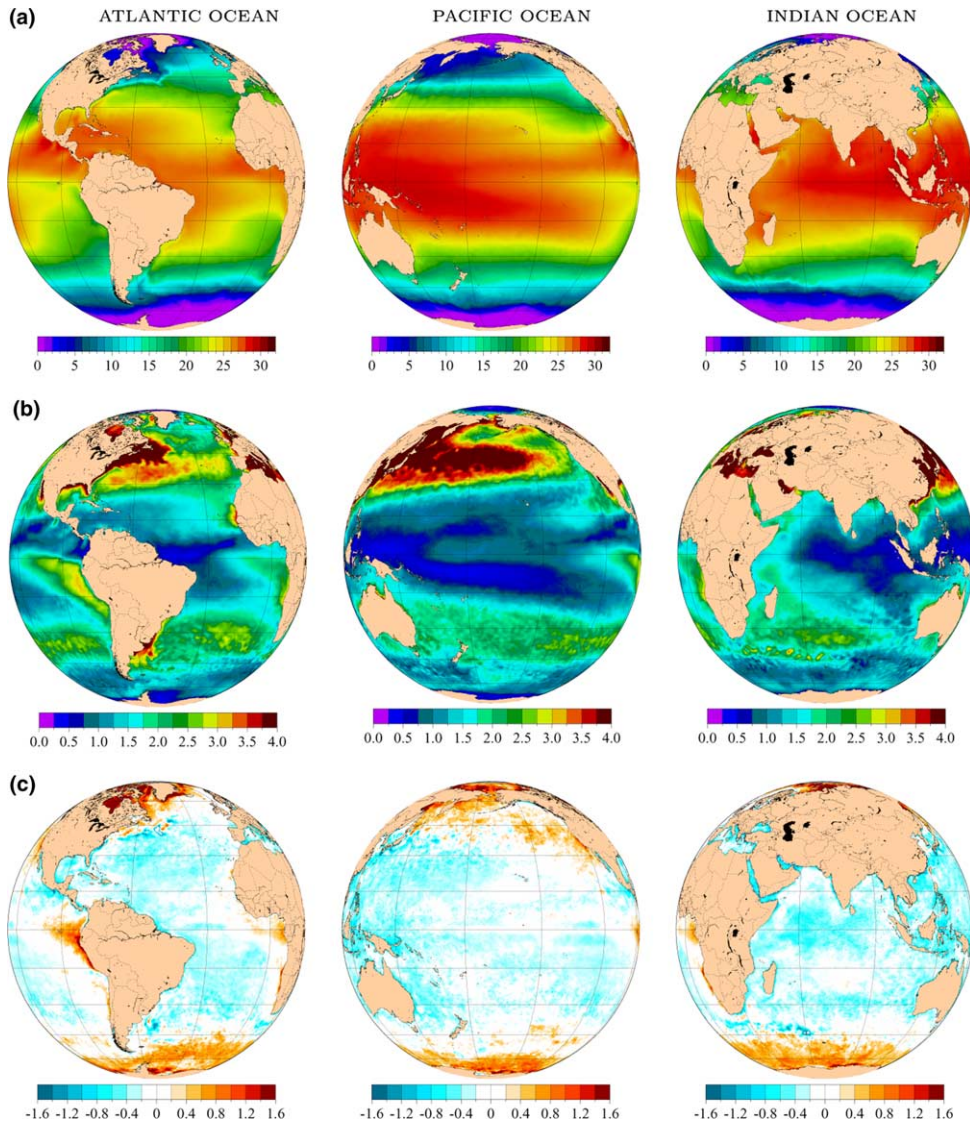 ATLANTIC OCEAN PACIFIC OCEAN INDIAN OCEAN
(a)
0 5 10 15 20 25 30 0 5 10 15 20 25 30 0 5 10 15 20 25 30
(b)
0.0 0.5 1.0 1.5 2.0 2.5 3.0 3.5 4.0 0.0 0.5 1.0 1.5 2.0 2.5 3.0 3.5 4.0 0.0 0.5 1.0 1.5 2.0 2.5 3.0 3.5 4.0
(c)
-1.6 -1.2 -0.8 -0.4 0 0.4 0.8 1.2 1.6 -1.6 -1.2 -0.8 -0.4 0 0.4 0.8 1.2 1.6 -1.6 -1.2 -0.8 -0.4 0 0.4 0.8 1.2 1.6